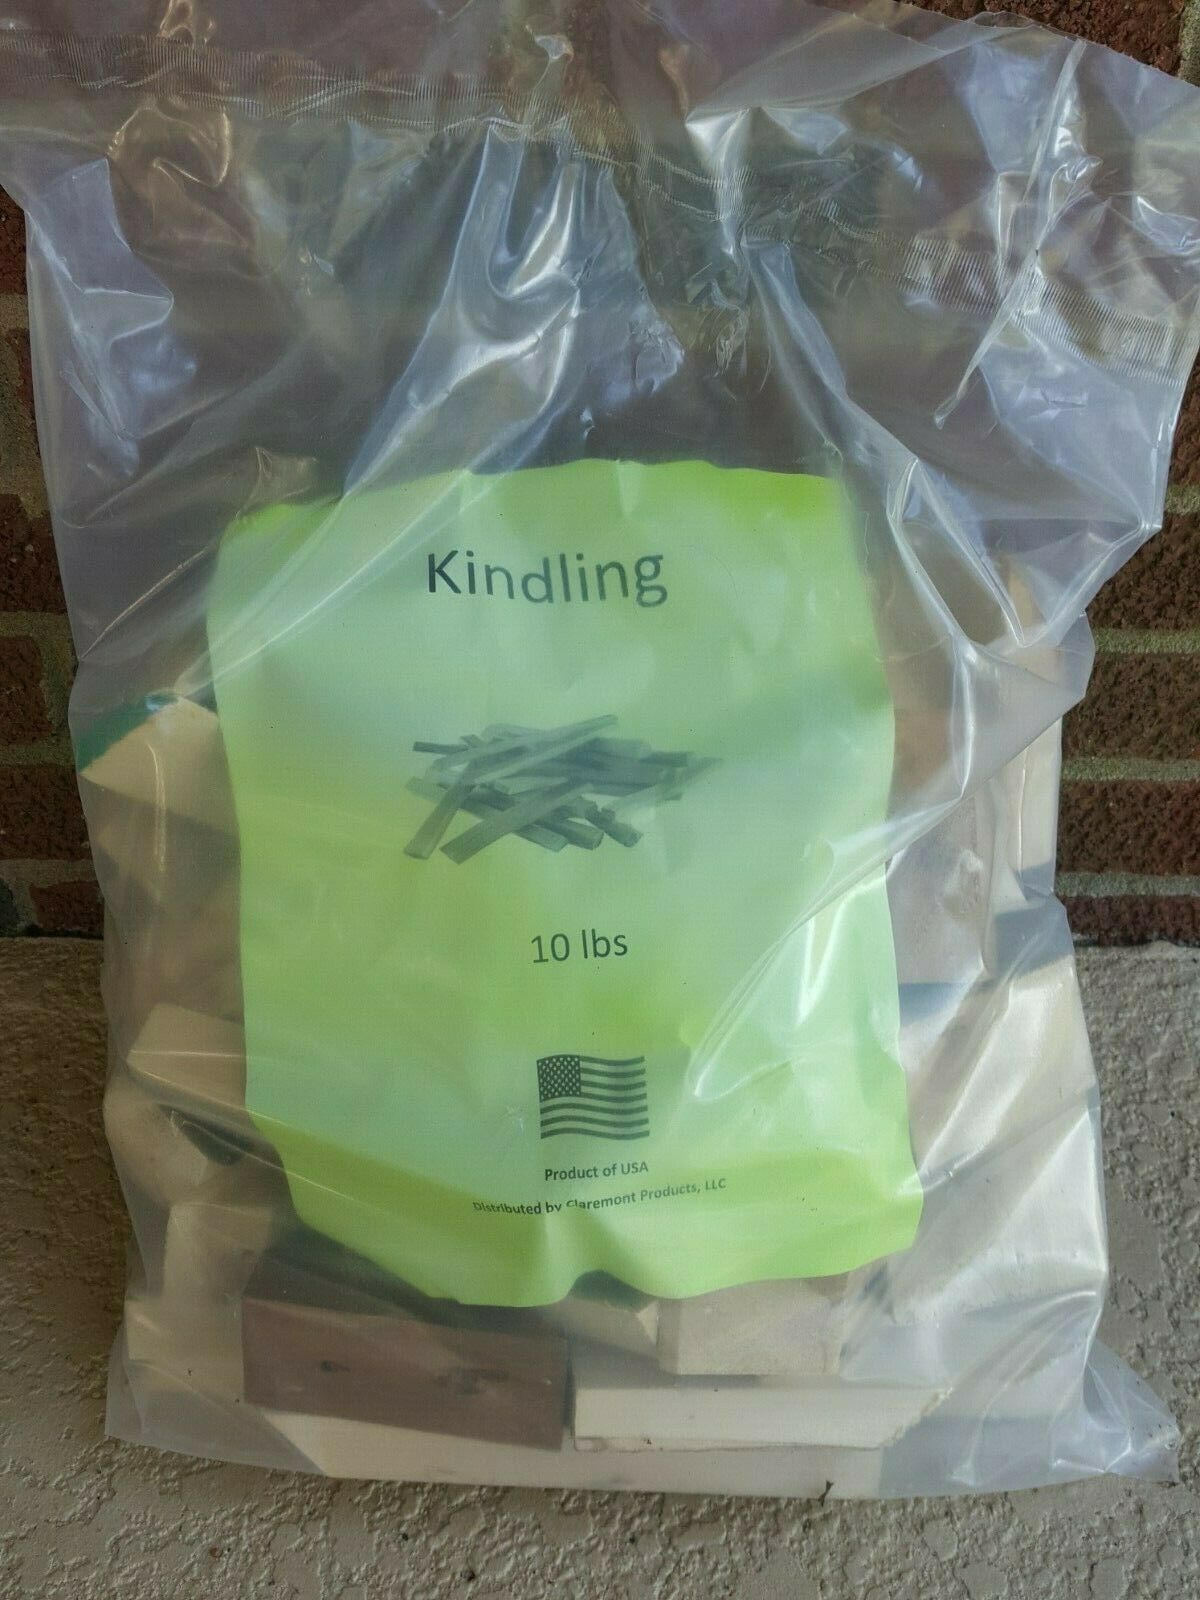 Kindling
10 lbs
Product of USA
Distributed by Claremont Products, LLC